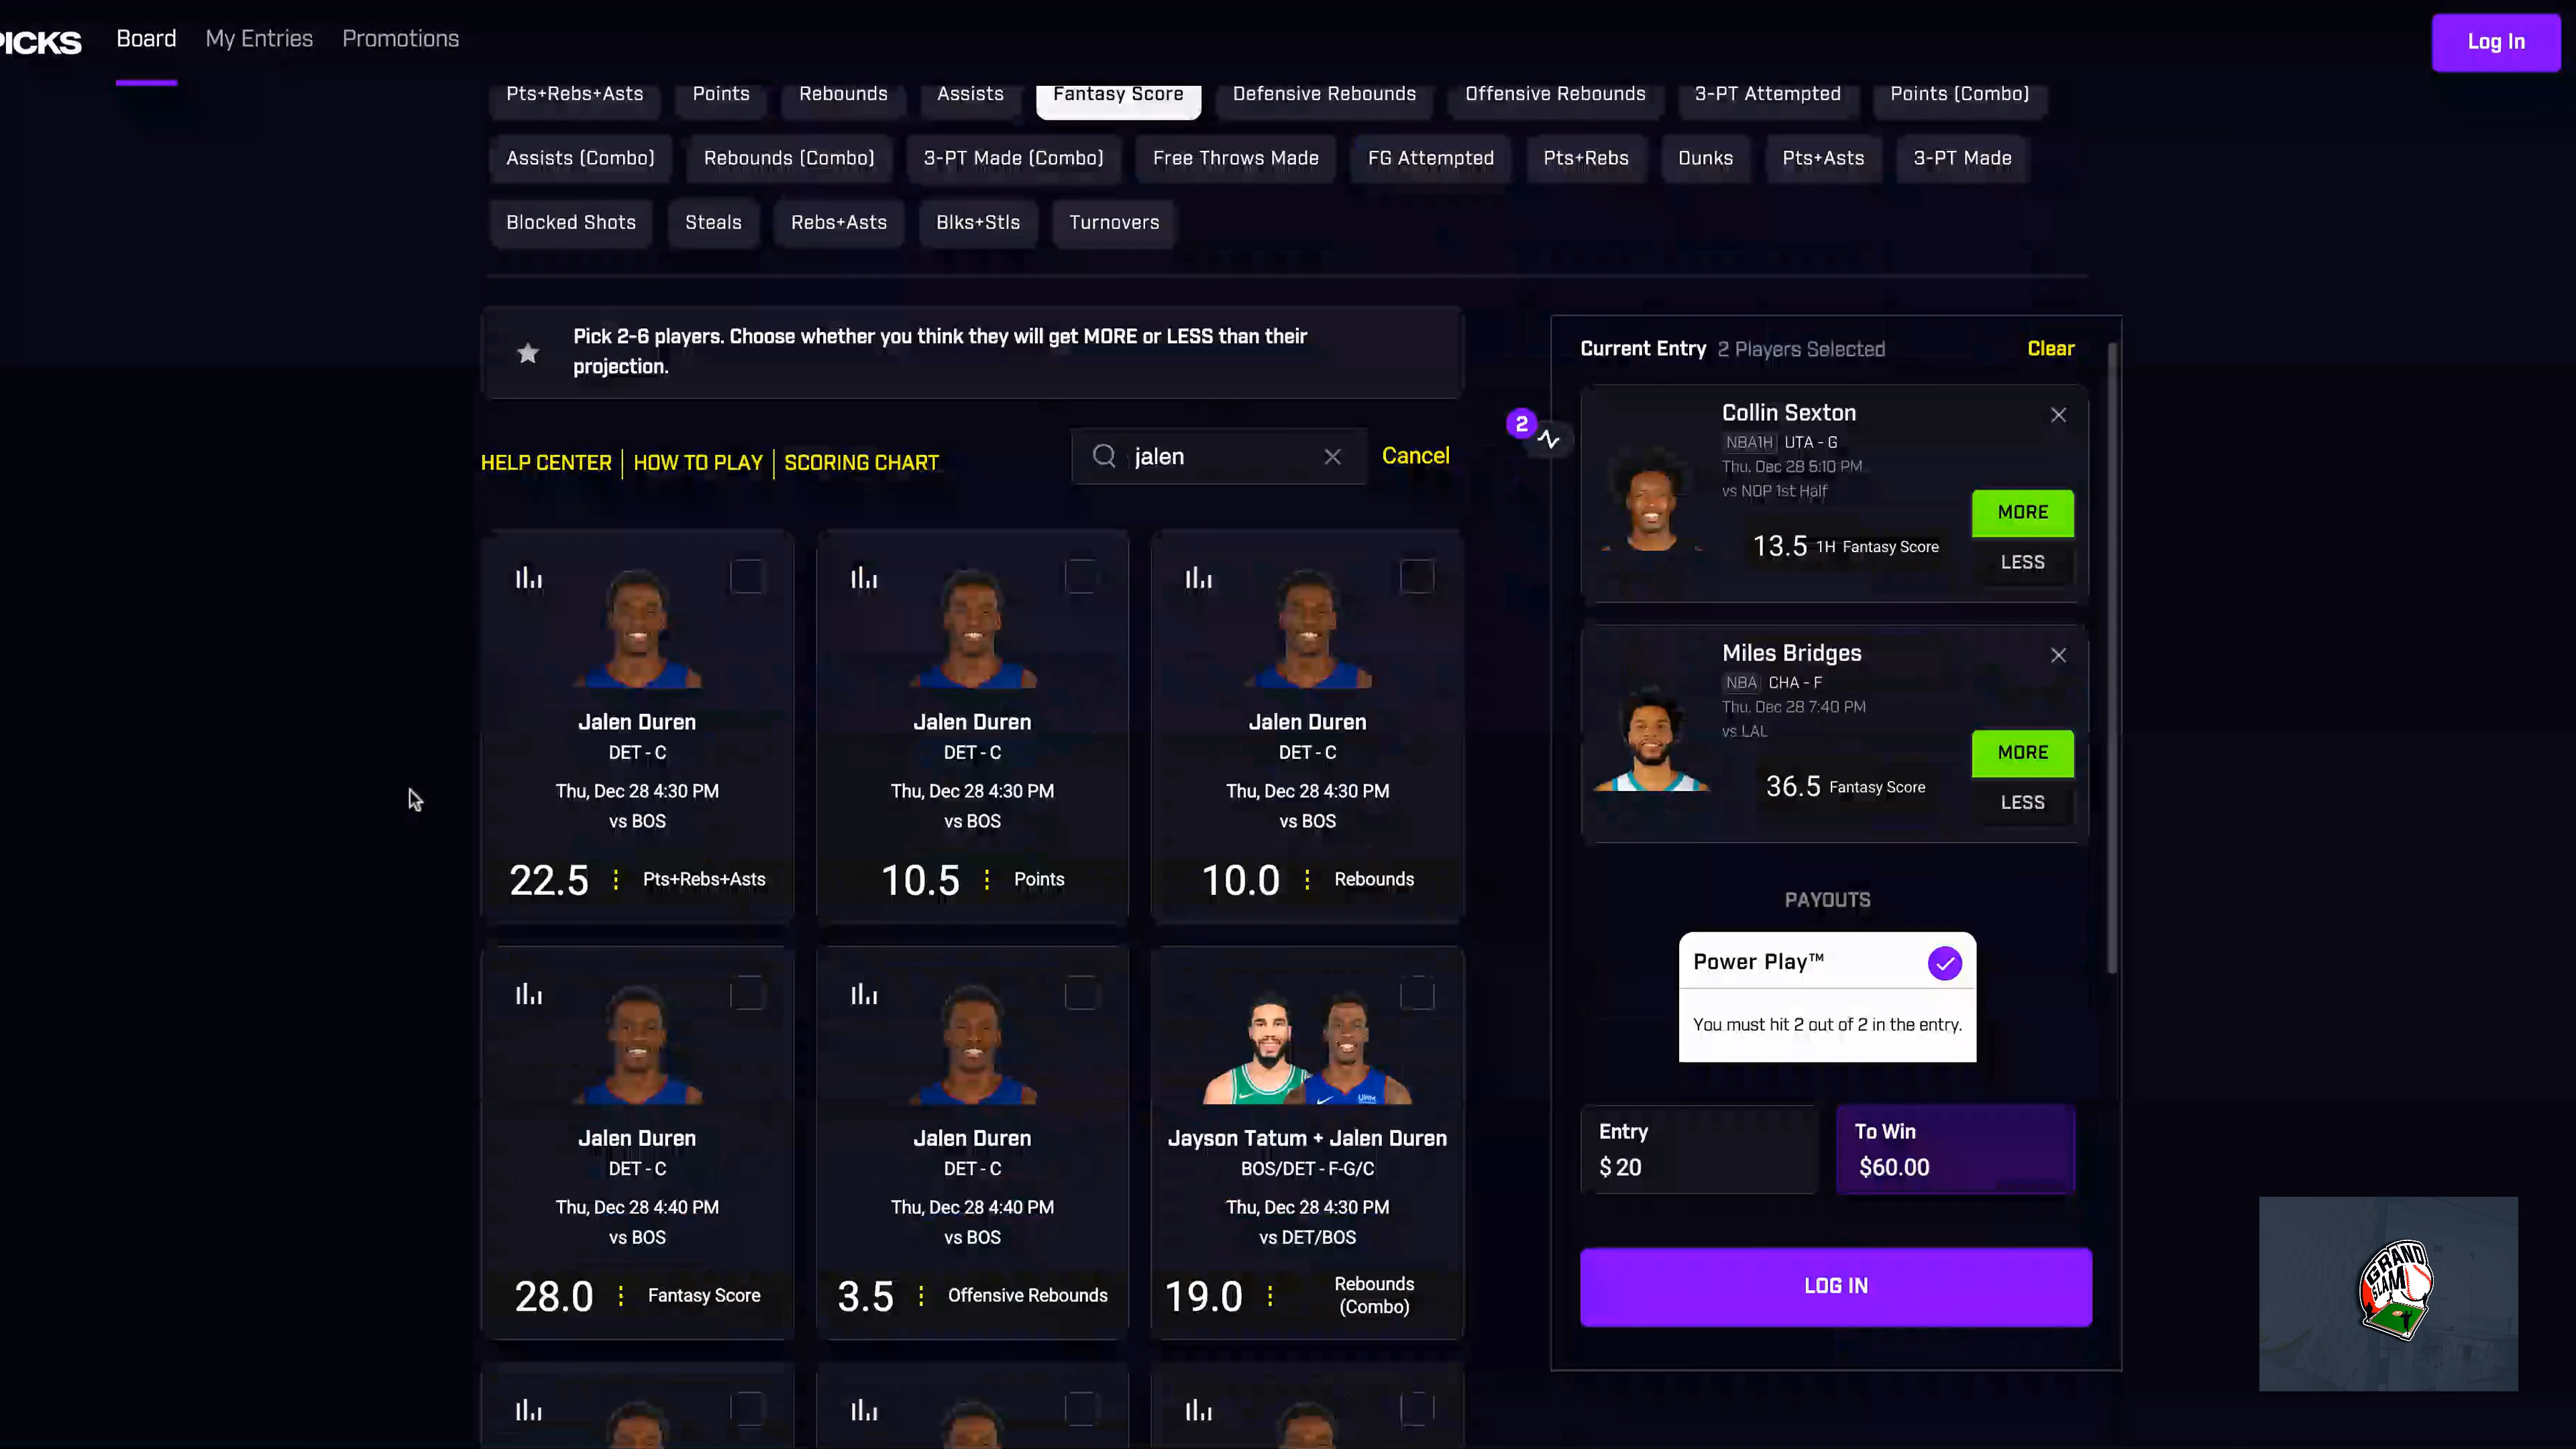 PICKS
Board
My Entries
Promotions
Log In
Pts+Rebs+Asts
Points
Rebounds
Assists
Fantasy Score
Defensive Rebounds
Offensive Rebounds
3-PT Attempted
Points (Combo)
Assists (Combo)
Rebounds (Combo)
3-PT Made (Combo)
Free Throws Made
FG Attempted
Pts+Rebs
Dunks
Pts+Asts
3-PT Made
Blocked Shots
Steals
Rebs+Asts
Blks+Stls
Turnovers
Pick 2-6 players. Choose whether you think they will get MORE or LESS than their
projection.
HELP CENTER
HOW TO PLAY
SCORING CHART
jalen
Cancel
Jalen Duren
DET - C
Thu, Dec 28 4:30 PM
vs BOS
22.5
Pts+Rebs+Asts
Jalen Duren
DET - C
Thu, Dec 28 4:30 PM
vs BOS
10.5
Points
Jalen Duren
DET - C
Thu, Dec 28 4:30 PM
vs BOS
10.0
Rebounds
Jalen Duren
DET - C
Thu, Dec 28 4:40 PM
vs BOS
28.0
Fantasy Score
Jalen Duren
DET - C
Thu, Dec 28 4:40 PM
vs BOS
3.5
Offensive Rebounds
Jayson Tatum + Jalen Duren
BOS/DET - F-G/C
Thu, Dec 28 4:30 PM
vs DET/BOS
19.0
Rebounds
(Combo)
2
Current Entry
2 Players Selected
Clear
Collin Sexton
NBA1H UTA - G
Thu, Dec 28 5:10 PM
vs NOP 1st Half
13.5 1H Fantasy Score
MORE
LESS
Miles Bridges
NBA CHA - F
Thu, Dec 28 7:40 PM
vs LAL
36.5 Fantasy Score
MORE
LESS
PAYOUTS
Power Play™
You must hit 2 out of 2 in the entry.
Entry
$ 20
To Win
$60.00
LOG IN
GRAND
SLAM